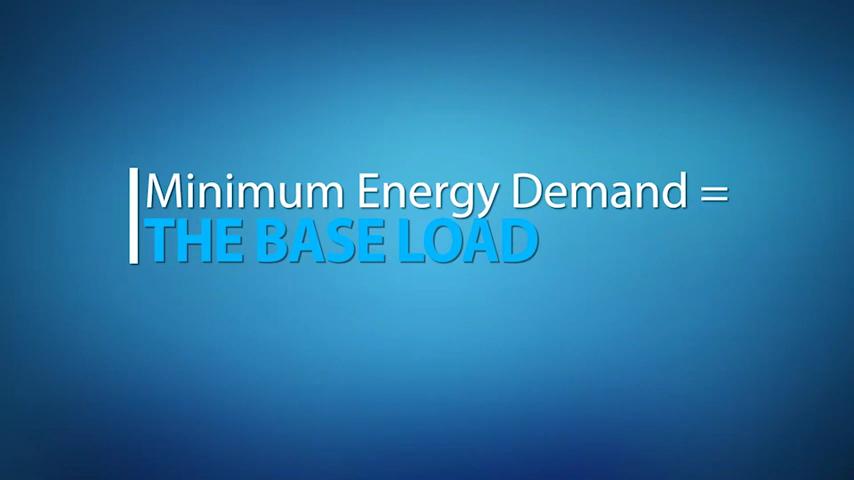 Minimum Energy Demand =
THE BASE LOAD